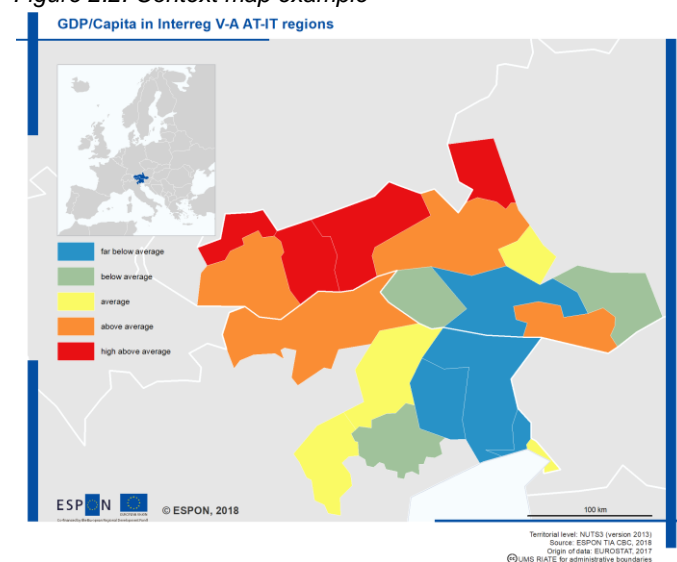 Figure 2.2: Context map example
GDP/Capita in Interreg V-A AT-IT regions
far below average
below average
average
above average
high above average
ESPON
© ESPON, 2018
100 km
Territorial level: NUTS3 (version 2013)
Source: ESPON TIA CBC, 2018
Origin of data: EUROSTAT, 2017
UMS RIATE for administrative boundaries